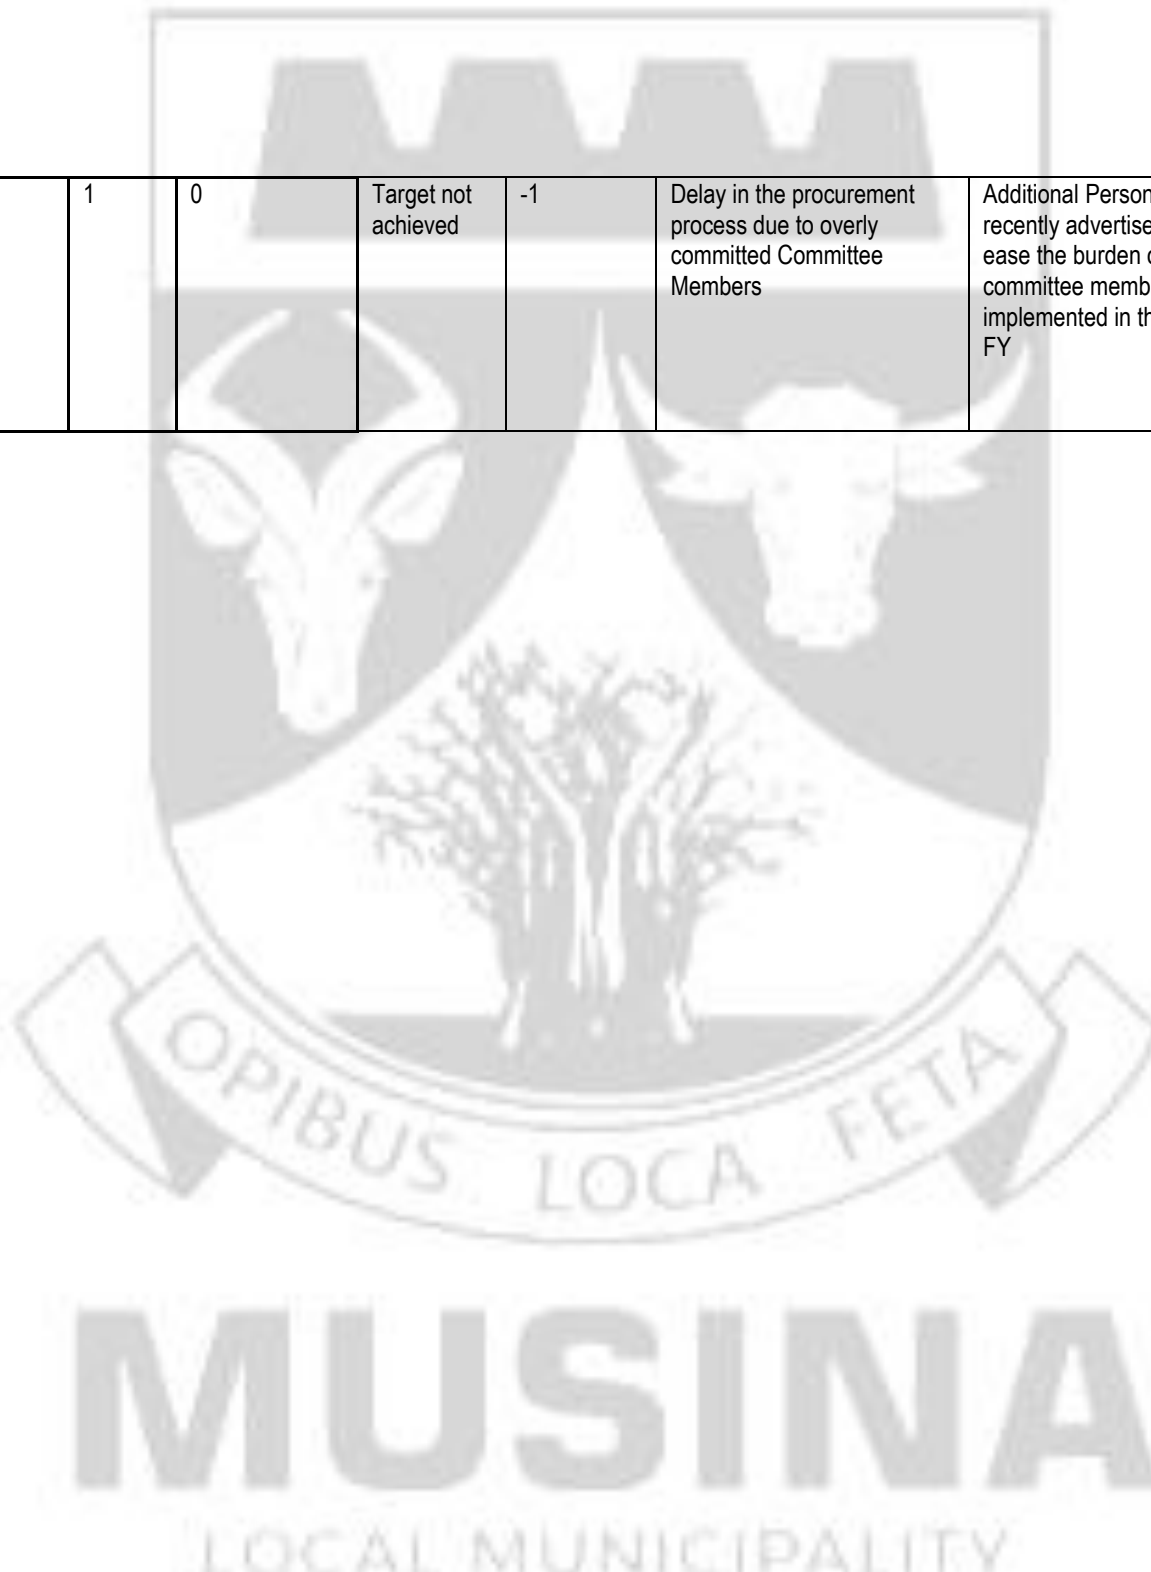 1
0
Target not
achieved
-1
Delay in the procurement
process due to overly
committed Committee
Members
Additional Person
recently advertise
ease the burden
committee memb
implemented in th
FY
OPIBUS LOCA FETA
MUSINA
LOCAL MUNICIPALITY